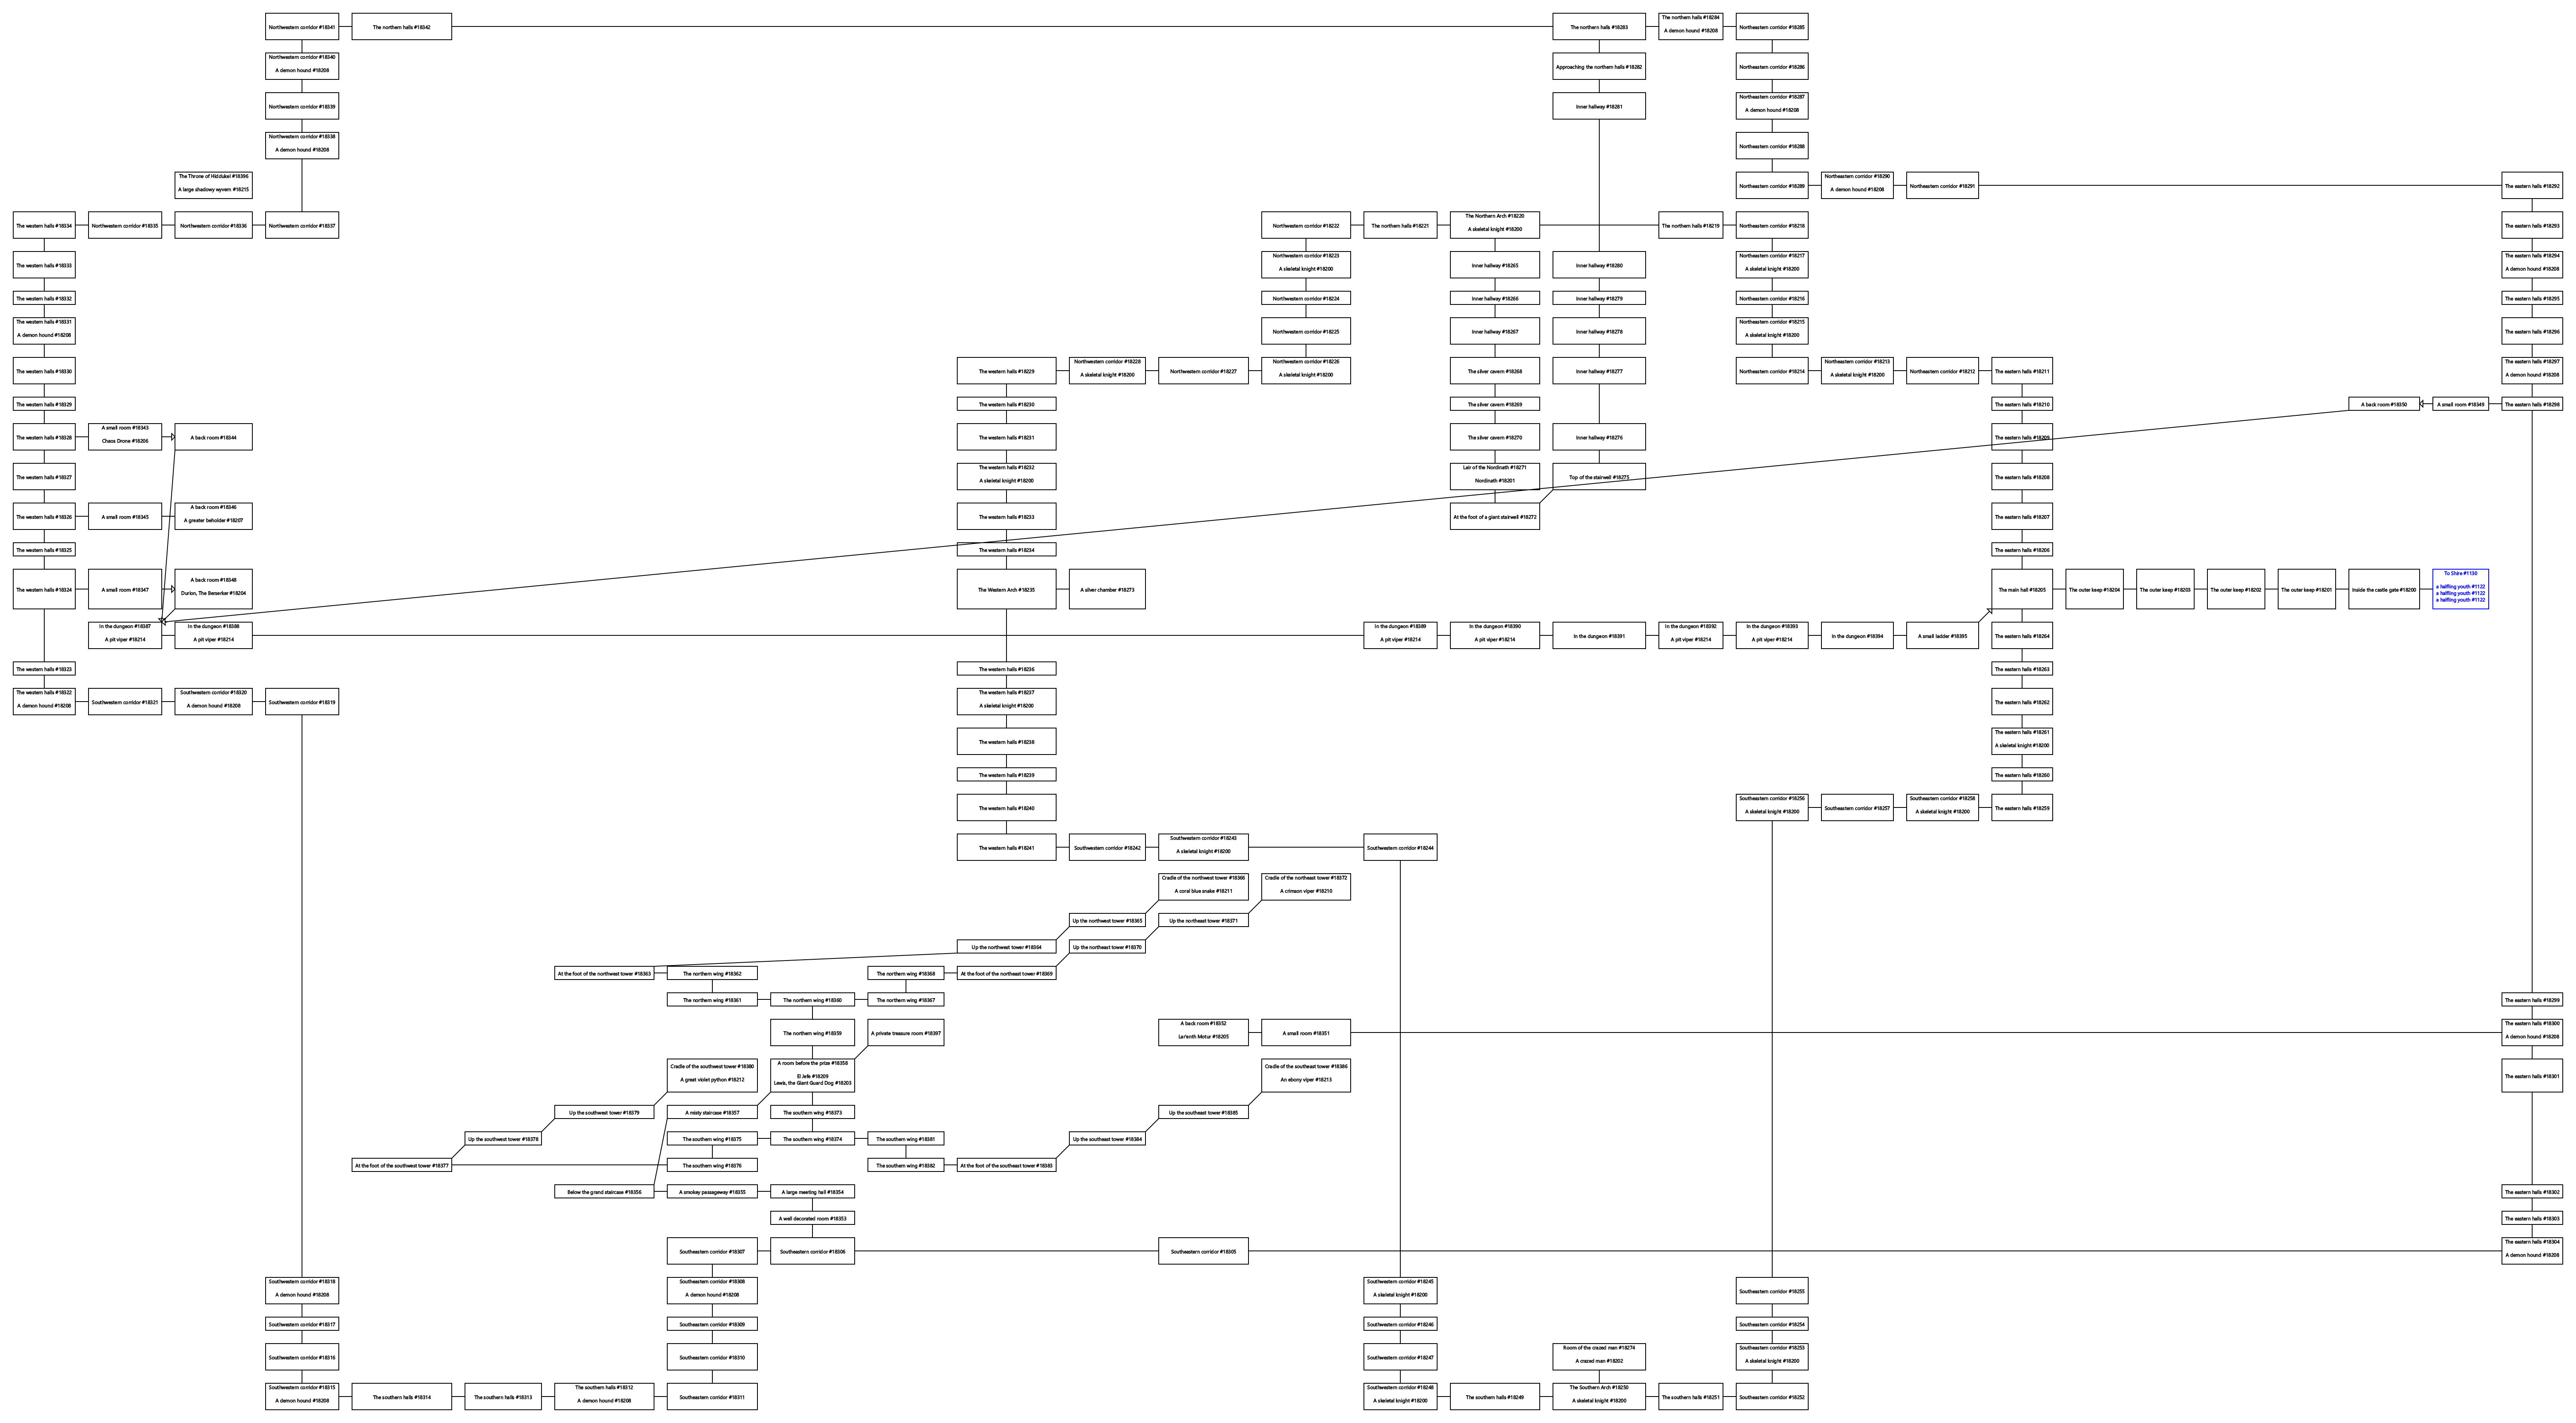 Northwestern corridor #18341
The northern halls #18342
The northern halls #18283
The northern halls #18284
A demon hound #18208
Northeastern corridor #18285
Northwestern corridor #18340
A demon hound #18208
Approaching the northern halls #18282
Northeastern corridor #18286
Northwestern corridor #18339
Inner hallway #18281
Northeastern corridor #18287
A demon hound #18208
Northwestern corridor #18338
A demon hound #18208
Northeastern corridor #18288
The Throne of Hiddukel #18396
A large shadowy wyvern #18215
Northeastern corridor #18289
Northeastern corridor #18290
A demon hound #18208
Northeastern corridor #18291
The eastern halls #18292
The western halls #18334
Northwestern corridor #18335
Northwestern corridor #18336
Northwestern corridor #18337
Northwestern corridor #18222
The northern halls #18221
The Northern Arch #18220
A skeletal knight #18200
The northern halls #18219
Northeastern corridor #18218
The eastern halls #18293
The western halls #18333
Northwestern corridor #18223
A skeletal knight #18200
Inner hallway #18265
Inner hallway #18280
Northeastern corridor #18217
A skeletal knight #18200
The eastern halls #18294
A demon hound #18208
The western halls #18332
Northwestern corridor #18224
Inner hallway #18266
Inner hallway #18279
Northeastern corridor #18216
The eastern halls #18295
The western halls #18331
A demon hound #18208
Northwestern corridor #18225
Inner hallway #18267
Inner hallway #18278
Northeastern corridor #18215
A skeletal knight #18200
The eastern halls #18296
The western halls #18330
The western halls #18229
Northwestern corridor #18228
A skeletal knight #18200
Northwestern corridor #18227
Northwestern corridor #18226
A skeletal knight #18200
The silver cavern #18268
Inner hallway #18277
Northeastern corridor #18214
Northeastern corridor #18213
A skeletal knight #18200
Northeastern corridor #18212
The eastern halls #18211
The eastern halls #18297
A demon hound #18208
The western halls #18329
The western halls #18230
The silver cavern #18269
The eastern halls #18210
A back room #18350
A small room #18349
The eastern halls #18298
The western halls #18328
A small room #18343
Chaos Drone #18206
A back room #18344
The western halls #18231
The silver cavern #18270
Inner hallway #18276
The eastern halls #18209
The western halls #18327
The western halls #18232
A skeletal knight #18200
Lair of the Nordinath #18271
Nordinath #18201
Top of the stairwell #18275
The eastern halls #18208
The western halls #18326
A small room #18345
A back room #18346
A greater beholder #18207
The western halls #18233
At the foot of a giant stairwell #18272
The eastern halls #18207
The western halls #18325
The western halls #18234
The eastern halls #18206
The western halls #18324
A small room #18347
A back room #18348
Durion, The Berserker #18204
The Western Arch #18235
A silver chamber #18273
The main hall #18205
The outer keep #18204
The outer keep #18203
The outer keep #18202
The outer keep #18201
Inside the castle gate #18200
To Shire #1130
a halfling youth #1122
a halfling youth #1122
a halfling youth #1122
In the dungeon #18387
A pit viper #18214
In the dungeon #18388
A pit viper #18214
In the dungeon #18389
A pit viper #18214
In the dungeon #18390
A pit viper #18214
In the dungeon #18391
In the dungeon #18392
A pit viper #18214
In the dungeon #18393
A pit viper #18214
In the dungeon #18394
A small ladder #18395
The eastern halls #18264
The western halls #18323
The western halls #18236
The eastern halls #18263
The western halls #18322
A demon hound #18208
Southwestern corridor #18321
Southwestern corridor #18320
A demon hound #18208
Southwestern corridor #18319
The western halls #18237
A skeletal knight #18200
The eastern halls #18262
The western halls #18238
The eastern halls #18261
A skeletal knight #18200
The western halls #18239
The eastern halls #18260
The western halls #18240
Southeastern corridor #18256
A skeletal knight #18200
Southeastern corridor #18257
Southeastern corridor #18258
A skeletal knight #18200
The eastern halls #18259
The western halls #18241
Southwestern corridor #18242
Southwestern corridor #18243
A skeletal knight #18200
Southwestern corridor #18244
Cradle of the northwest tower #18366
A coral blue snake #18211
Cradle of the northeast tower #18372
A crimson viper #18210
Up the northwest tower #18365
Up the northeast tower #18371
Up the northwest tower #18364
Up the northeast tower #18370
At the foot of the northwest tower #18363
The northern wing #18362
The northern wing #18368
At the foot of the northeast tower #18369
The northern wing #18361
The northern wing #18360
The northern wing #18367
The eastern halls #18299
The northern wing #18359
A private treasure room #18397
A back room #18352
Lar'enth Motur #18205
A small room #18351
The eastern halls #18300
A demon hound #18208
Cradle of the southwest tower #18380
A great violet python #18212
A room before the prize #18358
El Jefe #18209
Lewis, the Giant Guard Dog #18203
Cradle of the southeast tower #18386
An ebony viper #18213
The eastern halls #18301
Up the southwest tower #18379
A misty staircase #18357
The southern wing #18373
Up the southeast tower #18385
Up the southwest tower #18378
The southern wing #18375
The southern wing #18374
The southern wing #18381
Up the southeast tower #18384
At the foot of the southwest tower #18377
The southern wing #18376
The southern wing #18382
At the foot of the southeast tower #18383
Below the grand staircase #18356
A smokey passageway #18355
A large meeting hall #18354
The eastern halls #18302
A well decorated room #18353
The eastern halls #18303
Southeastern corridor #18307
Southeastern corridor #18306
Southeastern corridor #18305
The eastern halls #18304
A demon hound #18208
Southwestern corridor #18318
A demon hound #18208
Southeastern corridor #18308
A demon hound #18208
Southwestern corridor #18245
A skeletal knight #18200
Southeastern corridor #18255
Southwestern corridor #18317
Southeastern corridor #18309
Southwestern corridor #18246
Southeastern corridor #18254
Southwestern corridor #18316
Southeastern corridor #18310
Southwestern corridor #18247
Room of the crazed man #18274
A crazed man #18202
Southeastern corridor #18253
A skeletal knight #18200
Southwestern corridor #18315
A demon hound #18208
The southern halls #18314
The southern halls #18313
The southern halls #18312
A demon hound #18208
Southeastern corridor #18311
Southwestern corridor #18248
A skeletal knight #18200
The southern halls #18249
The Southern Arch #18250
A skeletal knight #18200
The southern halls #18251
Southeastern corridor #18252